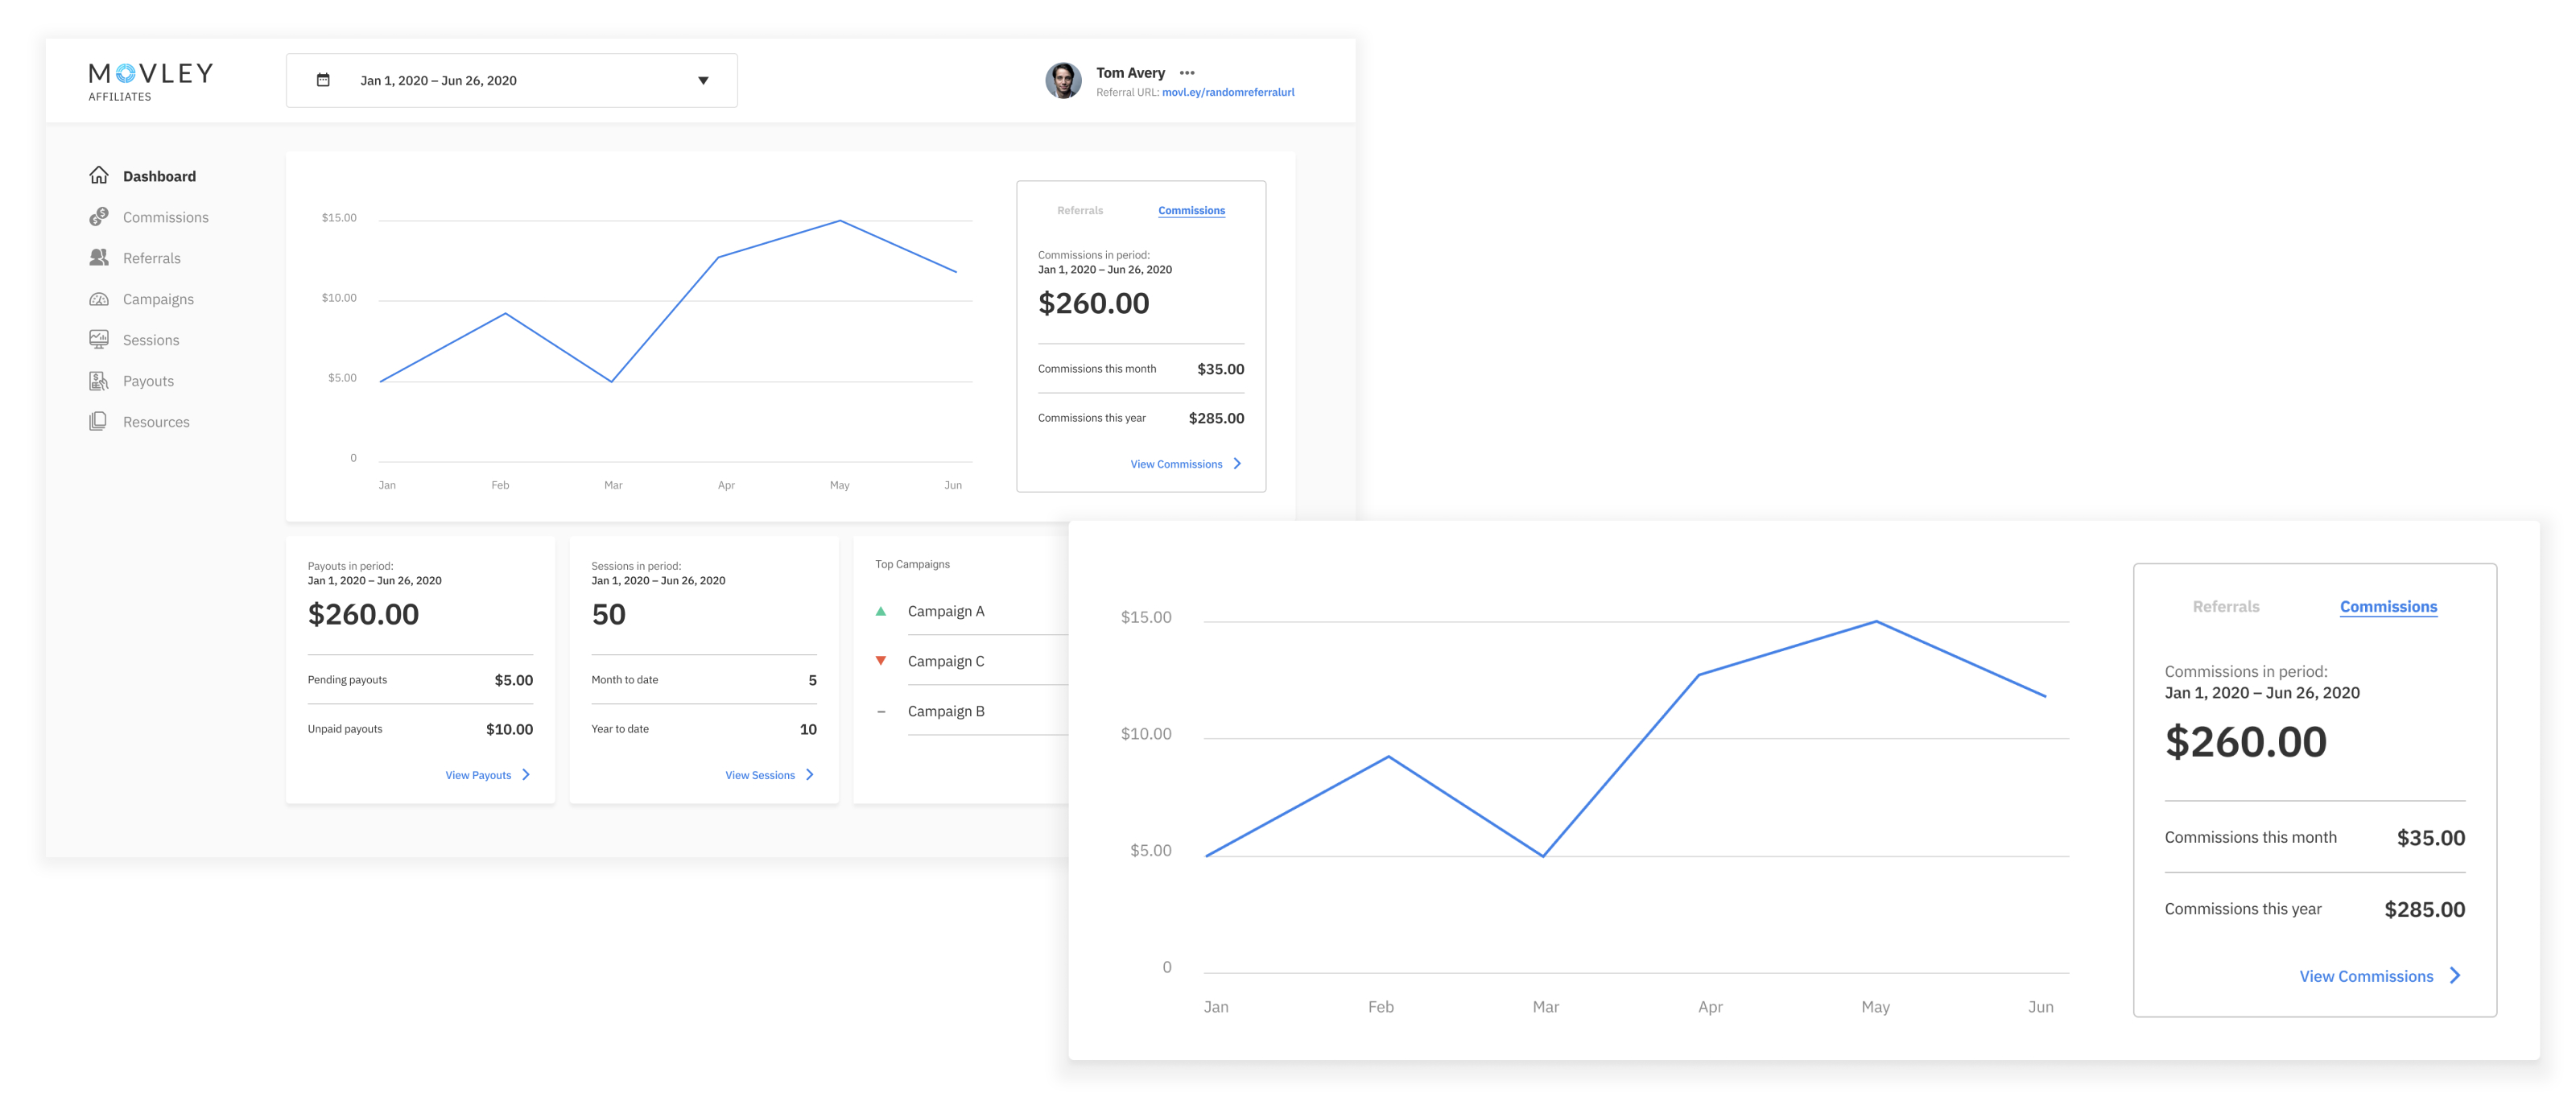 MOVLEY
AFFILIATES
Jan 1, 2020 – Jun 26, 2020
Tom Avery
Referral URL: movl.ey/randomreferralurl
Dashboard
Commissions
Referrals
Campaigns
Sessions
Payouts
Resources
$15.00
$10.00
$5.00
0
Jan Feb Mar Apr May Jun
Referrals Commissions
Commissions in period:
Jan 1, 2020 – Jun 26, 2020
$260.00
Commissions this month $35.00
Commissions this year $285.00
View Commissions
Payouts in period:
Jan 1, 2020 – Jun 26, 2020
$260.00
Pending payouts $5.00
Unpaid payouts $10.00
View Payouts
Sessions in period:
Jan 1, 2020 – Jun 26, 2020
50
Month to date 5
Year to date 10
View Sessions
Top Campaigns
Campaign A
Campaign C
Campaign B
$15.00
$10.00
$5.00
0
Jan Feb Mar Apr May Jun
Referrals Commissions
Commissions in period:
Jan 1, 2020 – Jun 26, 2020
$260.00
Commissions this month $35.00
Commissions this year $285.00
View Commissions